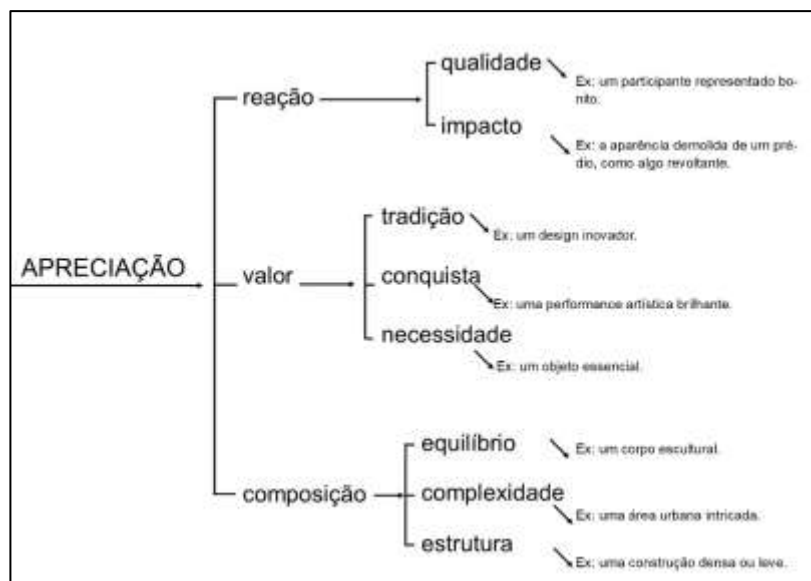 qualidade
Ex: um participante representado bo-
nito.
reação
impacto
Ex: a aparência demolida de um pré-
dio, como algo revoltante.
tradição
Ex: um design inovador.
APRECIAÇÃO
valor
conquista
Ex: uma performance artística brilhante.
necessidade
Ex: um objeto essencial.
equilíbrio
Ex: um corpo escultural.
composição
complexidade
Ex: uma área urbana intricada.
estrutura
Ex: uma construção densa ou leve.